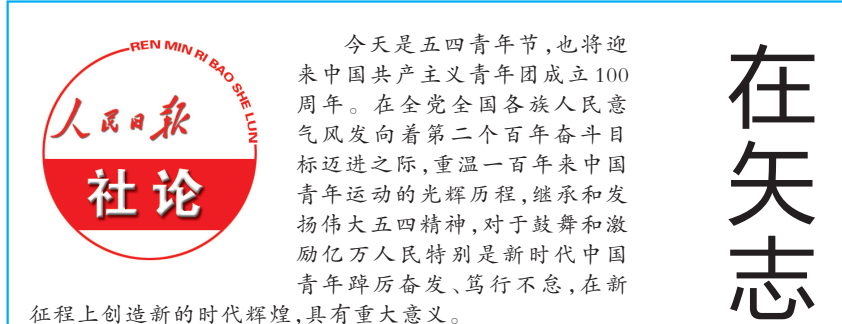 REN MIN RI BAO SHE LUN
人民日报
社论
今天是五四青年节,也将迎
来中国共产主义青年团成立100
周年。在全党全国各族人民意
气风发向着第二个百年奋斗目
标迈进之际,重温一百年来中国
青年运动的光辉历程,继承和发
扬伟大五四精神,对于鼓舞和激
励亿万人民特别是新时代中国
青年踔厉奋发、笃行不怠,在新
征程上创造新的时代辉煌,具有重大意义。
在矢志